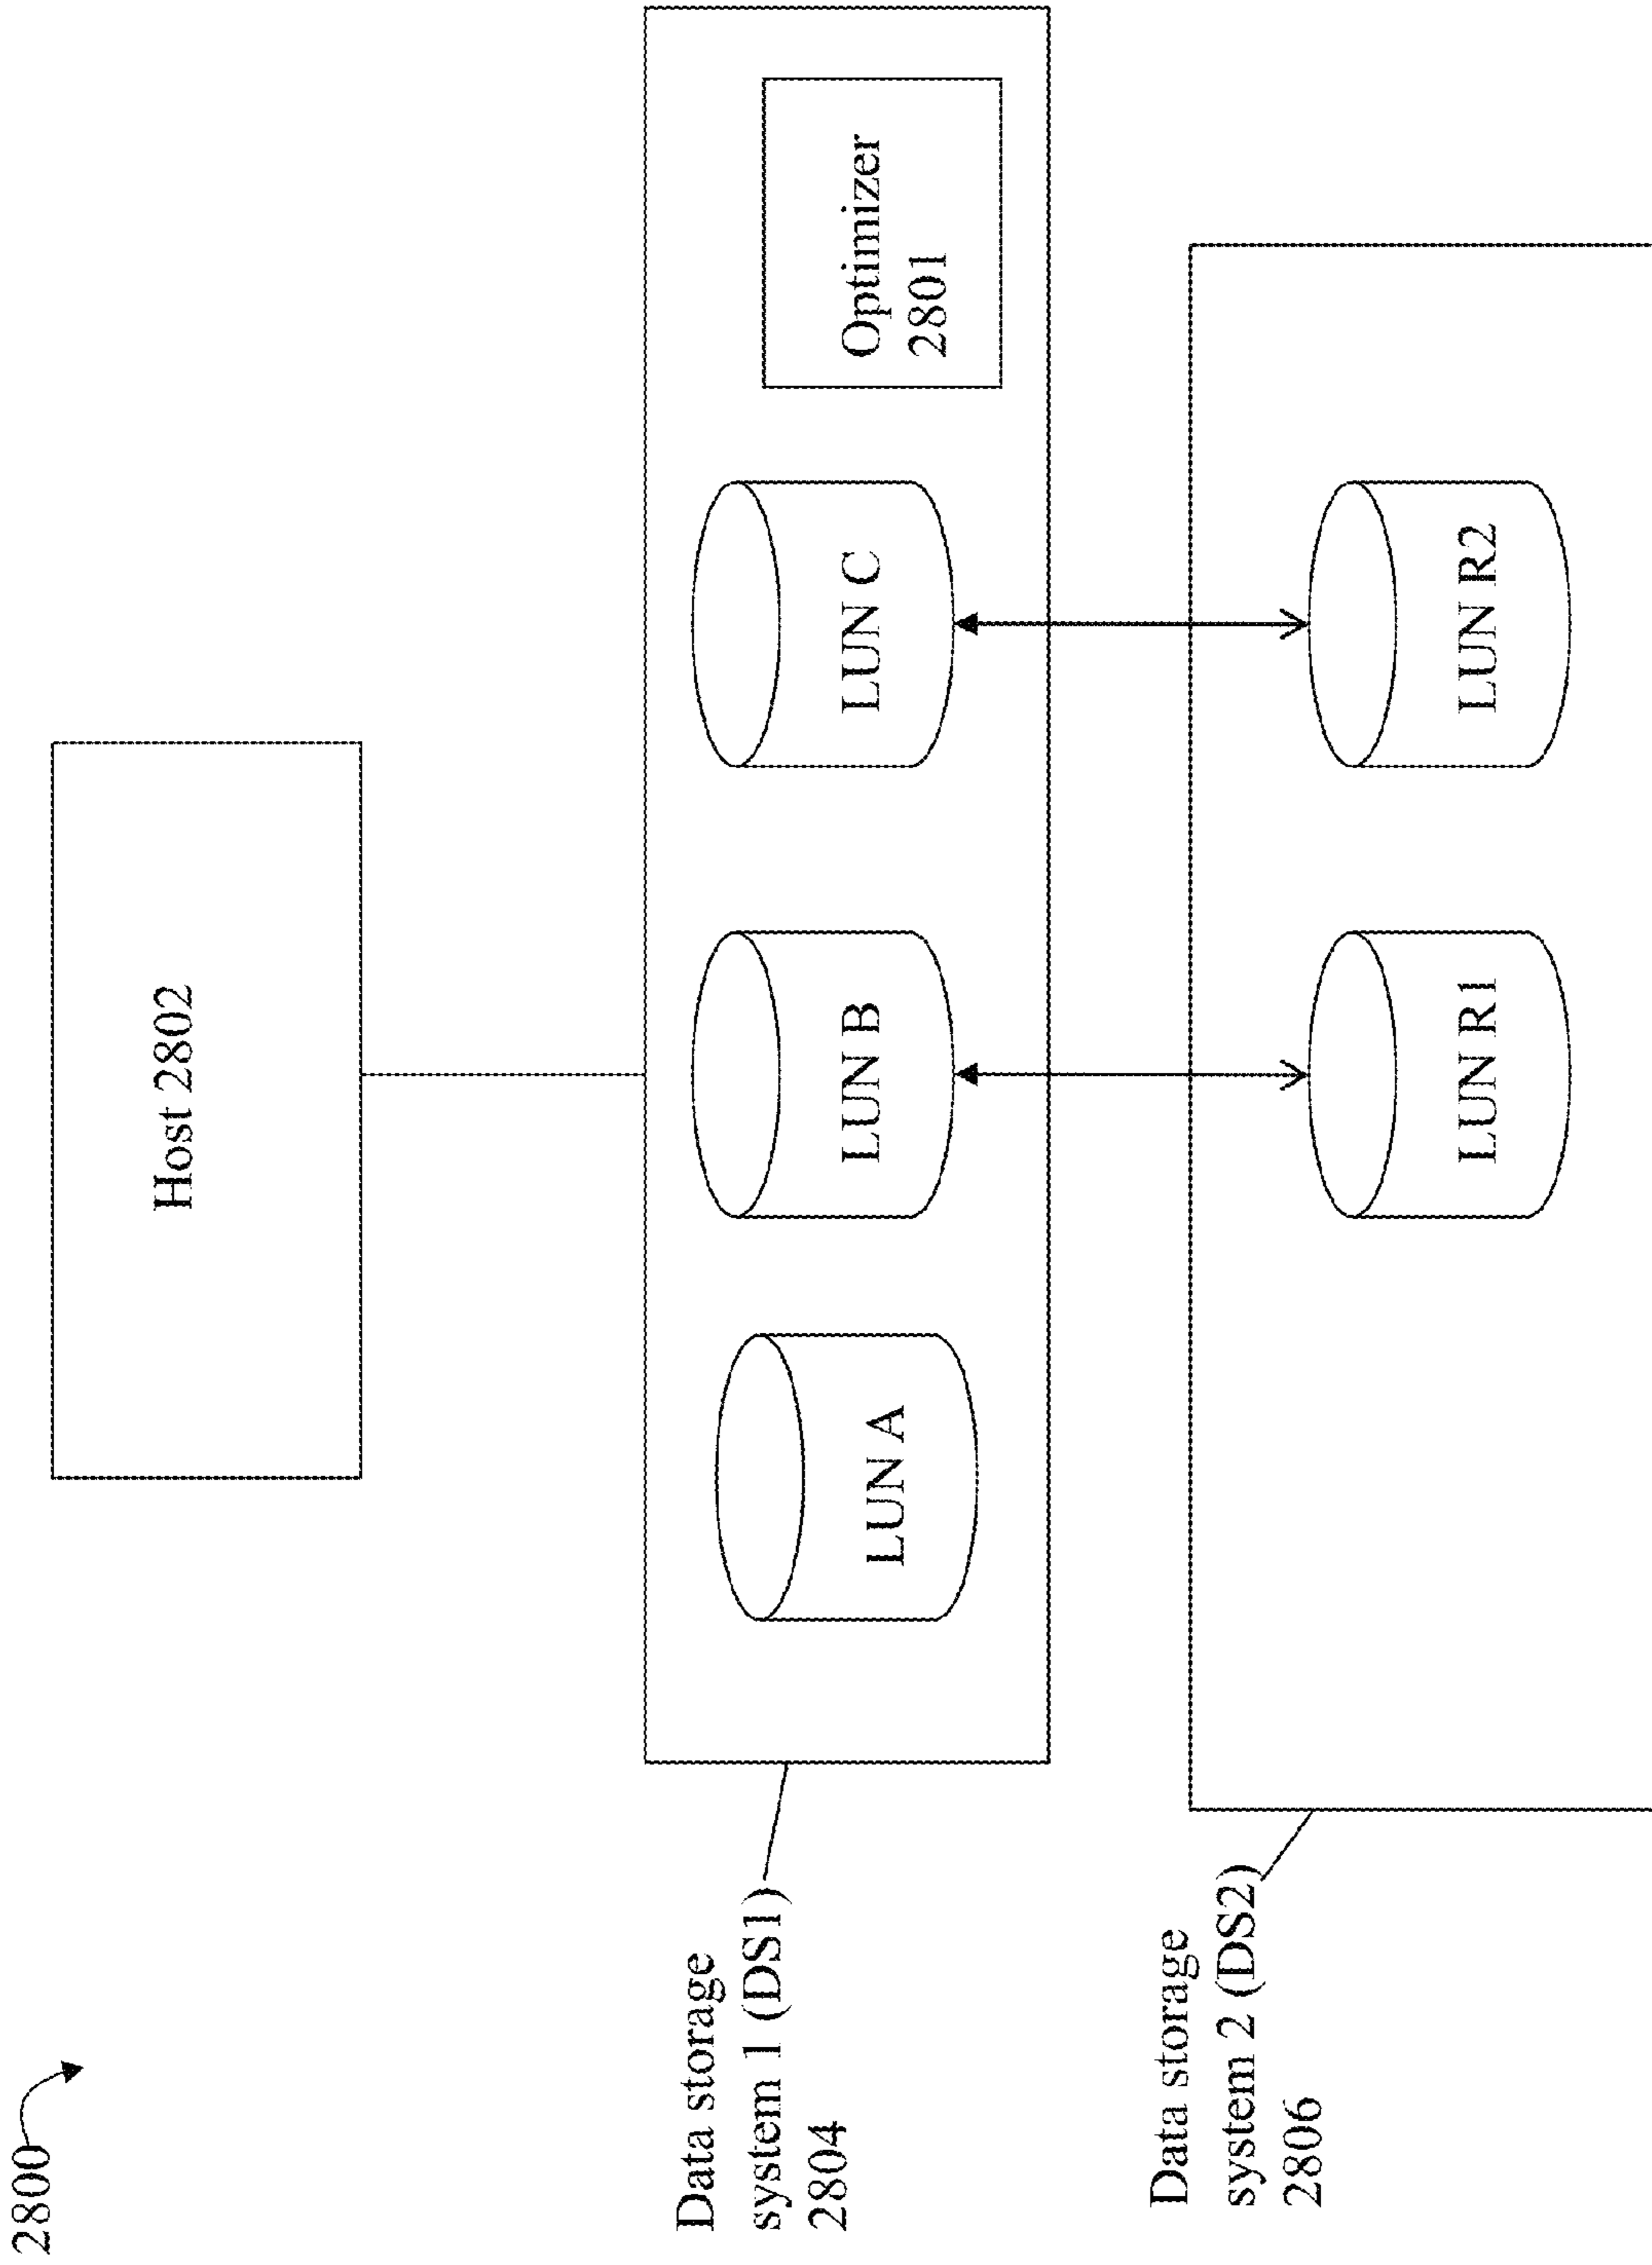 2800
Host 2802
Data storage
system 1 (DS1)
2804
LUN A
LUN B
LUN C
Optimizer
2801
Data storage
system 2 (DS2)
2806
LUN R1
LUN R2